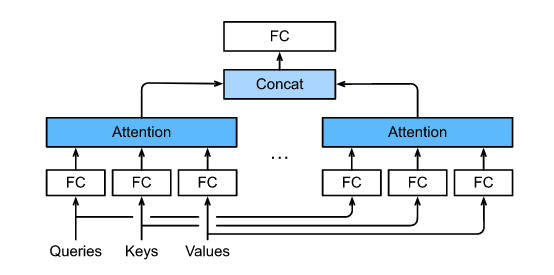 FC
Concat
Attention Attention
...
FC FC FC FC FC FC
Queries Keys Values